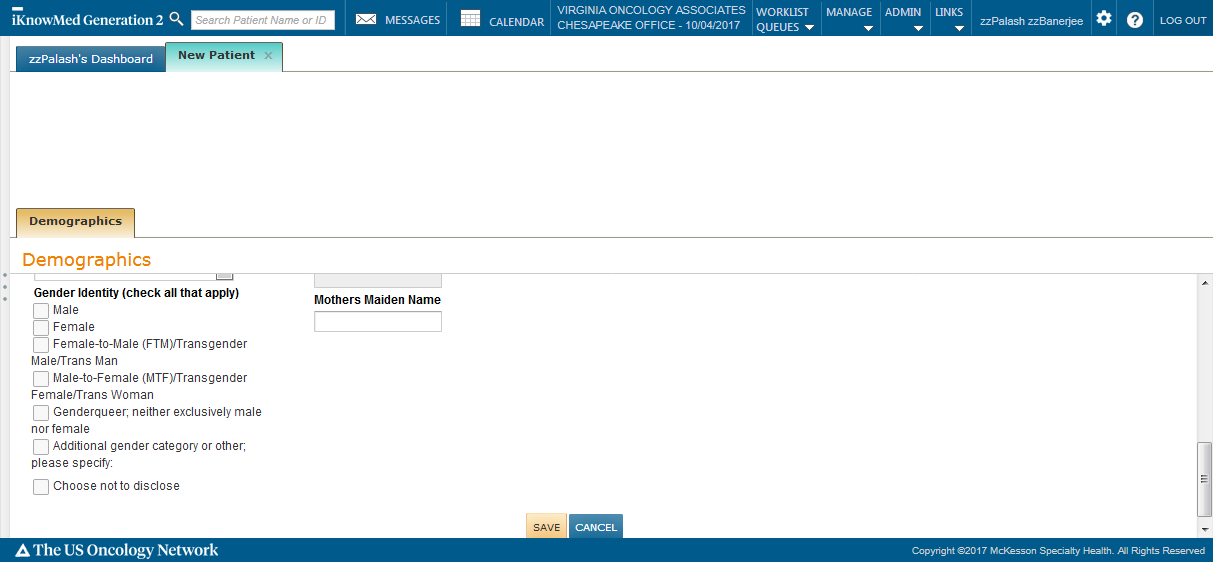 iKnowMed Generation 2
Search Patient Name or ID
MESSAGES
CALENDAR
VIRGINIA ONCOLOGY ASSOCIATES
CHESAPEAKE OFFICE - 10/04/2017
WORKLIST
QUEUES
MANAGE
ADMIN
LINKS
zzPalash zzBanerjee
?
LOG OUT
zzPalash's Dashboard
New Patient ×
Demographics
Demographics
Gender Identity (check all that apply)
Male
Female
Female-to-Male (FTM)/Transgender
Male/Trans Man
Male-to-Female (MTF)/Transgender
Female/Trans Woman
Genderqueer; neither exclusively male
nor female
Additional gender category or other;
please specify:
Choose not to disclose
Mothers Maiden Name
SAVE
CANCEL
The US Oncology Network
Copyright ©2017 McKesson Specialty Health. All Rights Reserved